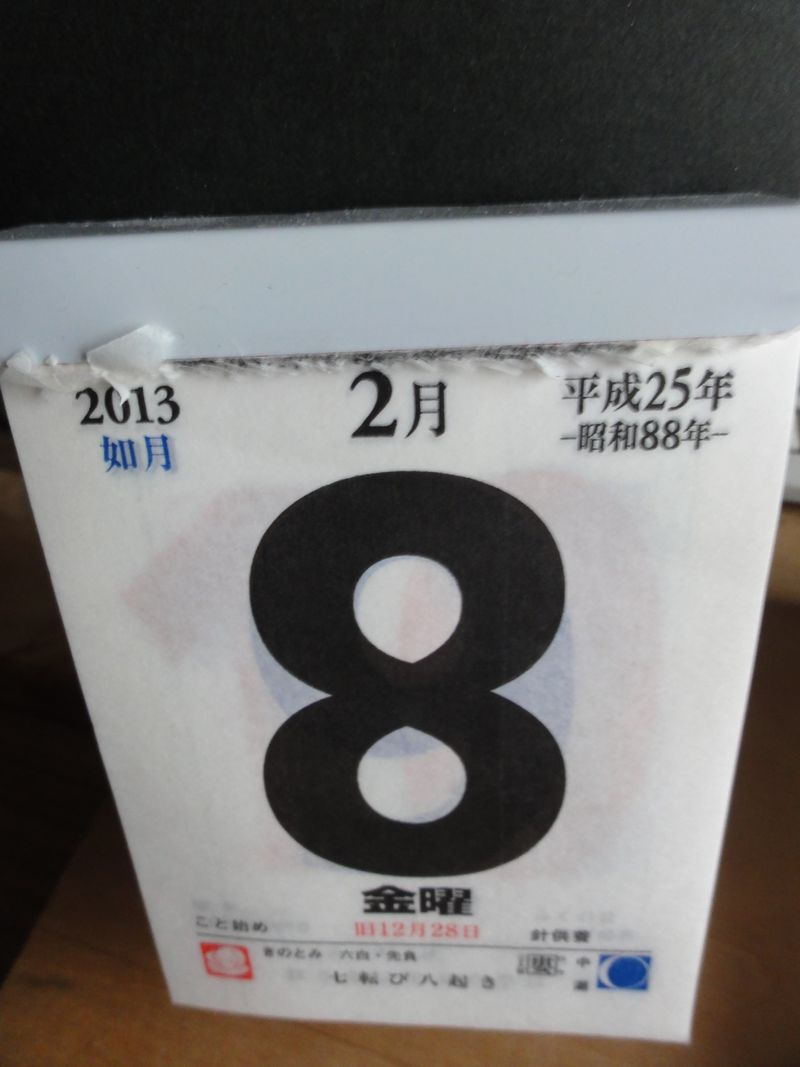 2013
如月
2月
平成25年
-昭和88年-
8
金曜
こと始め
旧12月28日
針供養
きのとみ 六白・先負
七転び八起き